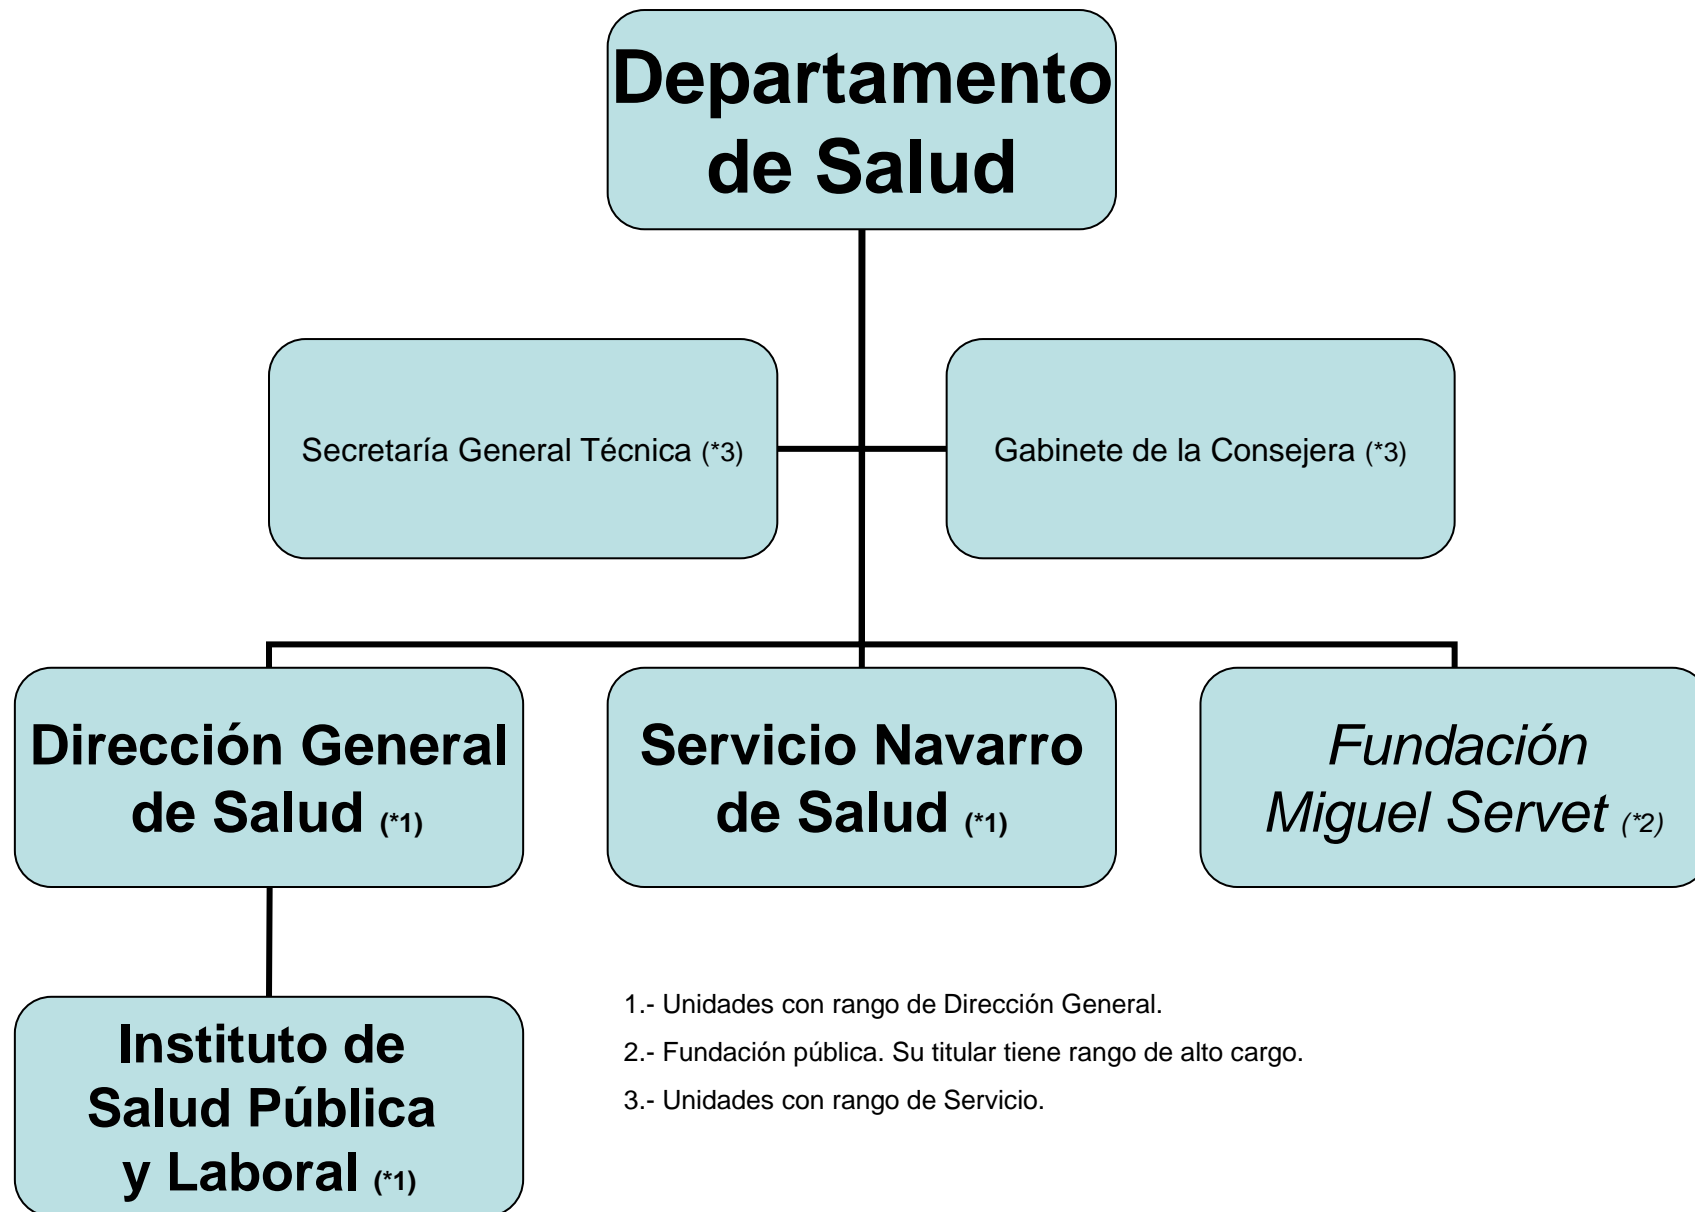 Departamento
de Salud
Secretaría General Técnica (*3)
Gabinete de la Consejera (*3)
Dirección General
de Salud (*1)
Servicio Navarro
de Salud (*1)
Fundación
Miguel Servet (*2)
Instituto de
Salud Pública
y Laboral (*1)
1.- Unidades con rango de Dirección General.
2.- Fundación pública. Su titular tiene rango de alto cargo.
3.- Unidades con rango de Servicio.